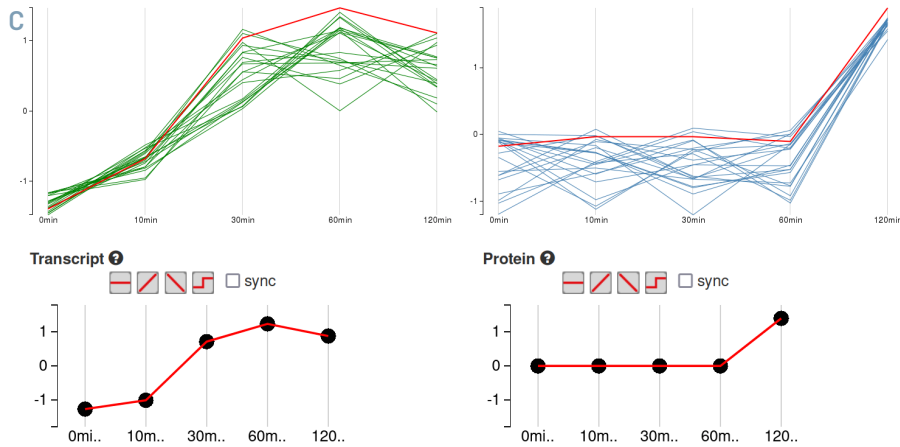 C
1
0
-1
0min 10min 30min 60min 120min
1
0
-1
0min 10min 30min 60min 120min
Transcript ?
sync
1
0
-1
0mi.. 10m.. 30m.. 60m.. 120..
Protein ?
sync
1
0
-1
0mi.. 10m.. 30m.. 60m.. 120..